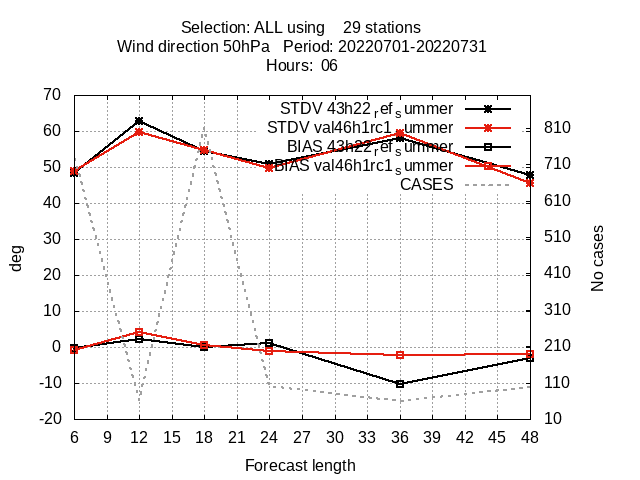 Selection: ALL using 29 stations
Wind direction 50hPa Period: 20220701-20220731
Hours: 06
70
60
50
40
30
20
10
0
-10
-20
deg
STDV 43h22_ref_summer
STDV val46h1rc1_summer
BIAS 43h22_ref_summer
BIAS val46h1rc1_summer
CASES
810
710
610
510
410
310
210
110
10
No cases
6 9 12 15 18 21 24 27 30 33 36 39 42 45 48
Forecast length